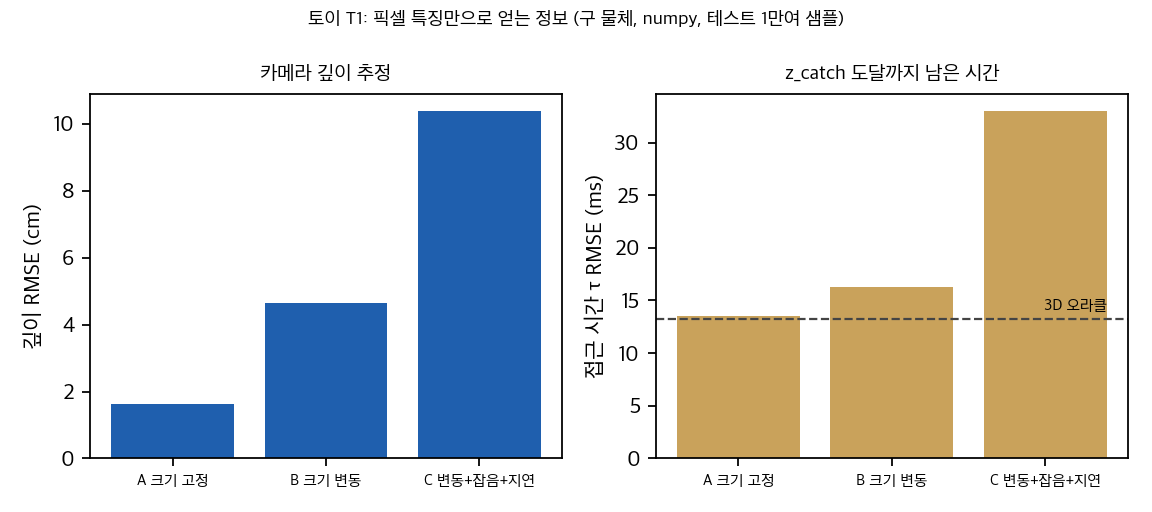 토이 T1: 픽셀 특징만으로 얻는 정보 (구 물체, numpy, 테스트 1만여 샘플)
카메라 깊이 추정
깊이 RMSE (cm)
10
8
6
4
2
0
A 크기 고정
B 크기 변동
C 변동+잡음+지연
z_catch 도달까지 남은 시간
접근 시간 τ RMSE (ms)
30
25
20
15
10
5
0
3D 오라클
A 크기 고정
B 크기 변동
C 변동+잡음+지연